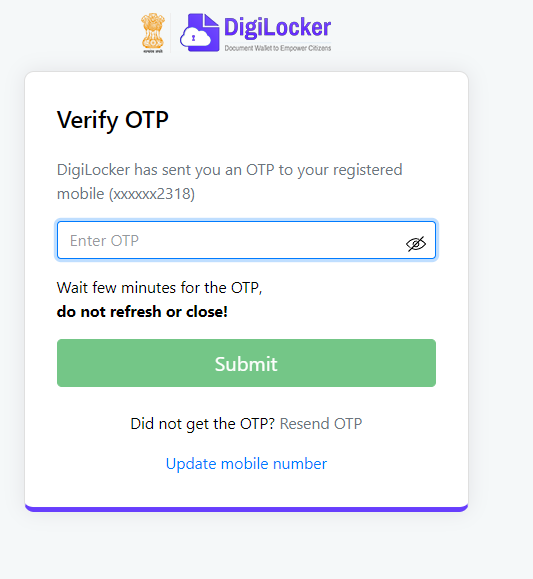 DigiLocker
Document Wallet to Empower Citizens
Verify OTP
DigiLocker has sent you an OTP to your registered
mobile (xxxxxx2318)
Enter OTP
Wait few minutes for the OTP,
do not refresh or close!
Submit
Did not get the OTP? Resend OTP
Update mobile number